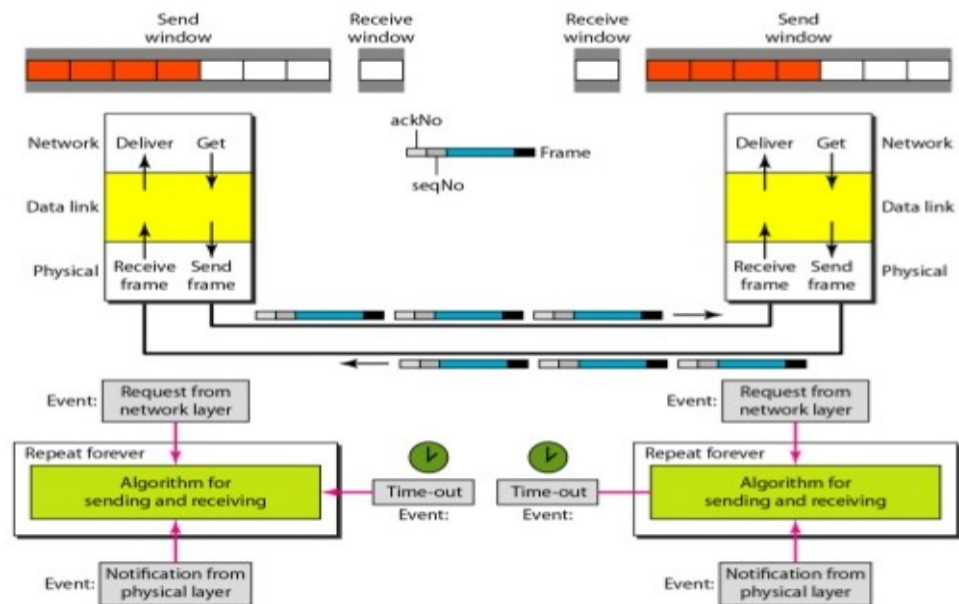 Send
window
Receive
window
Receive
window
Send
window
ackNo
Frame
seqNo
Network
Deliver
Get
Data link
Physical
Receive
frame
Send
frame
Deliver
Get
Network
Data link
Receive
frame
Send
frame
Physical
Event:
Request from
network layer
Repeat forever
Algorithm for
sending and receiving
Time-out
Event:
Event:
Notification from
physical layer
Event:
Request from
network layer
Time-out
Event:
Repeat forever
Algorithm for
sending and receiving
Event:
Notification from
physical layer